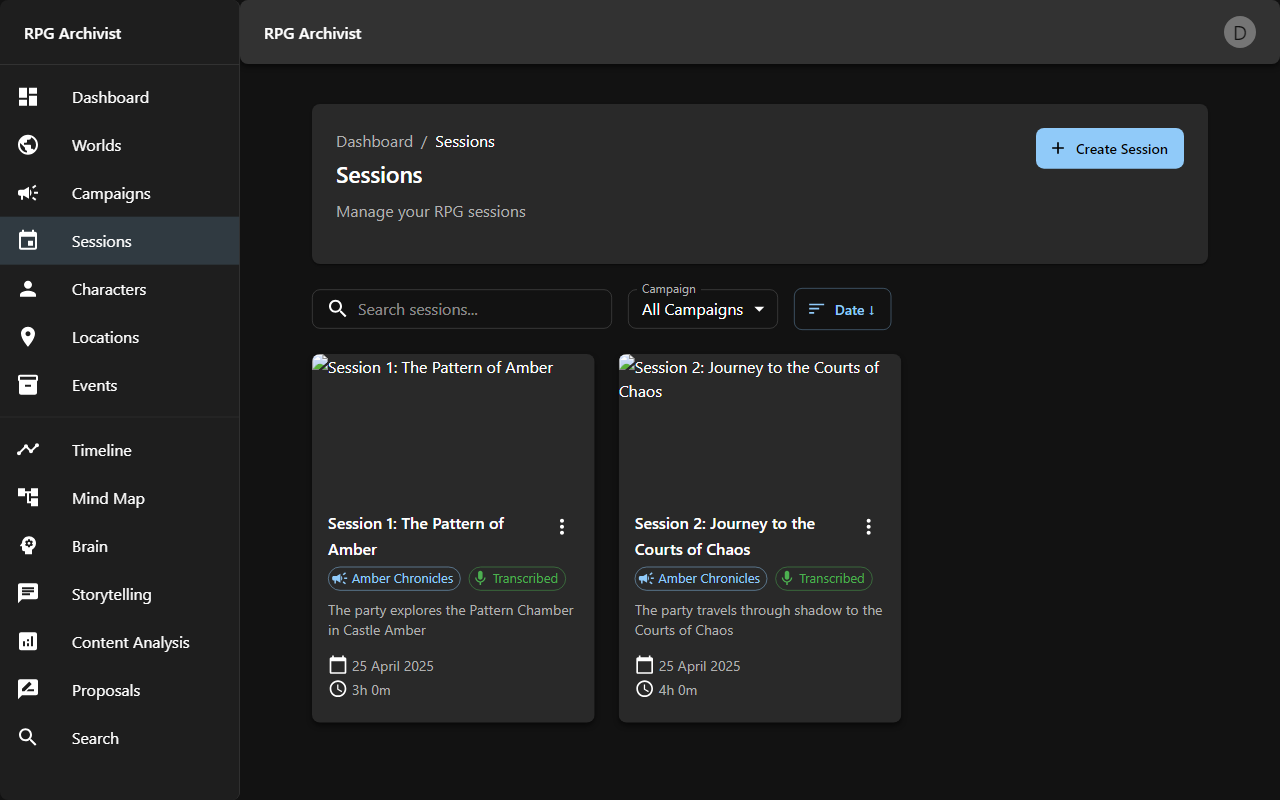 RPG Archivist
Dashboard
Worlds
Campaigns
Sessions
Characters
Locations
Events
Timeline
Mind Map
Brain
Storytelling
Content Analysis
Proposals
Search
RPG Archivist
D
Dashboard / Sessions
Sessions
Manage your RPG sessions
Create Session
Search sessions...
Campaign
All Campaigns
Date ↓
Session 1: The Pattern of Amber
Session 1: The Pattern of
Amber
Amber Chronicles Transcribed
The party explores the Pattern Chamber
in Castle Amber
25 April 2025
3h 0m
Session 2: Journey to the Courts of
Chaos
Session 2: Journey to the
Courts of Chaos
Amber Chronicles Transcribed
The party travels through shadow to the
Courts of Chaos
25 April 2025
4h 0m